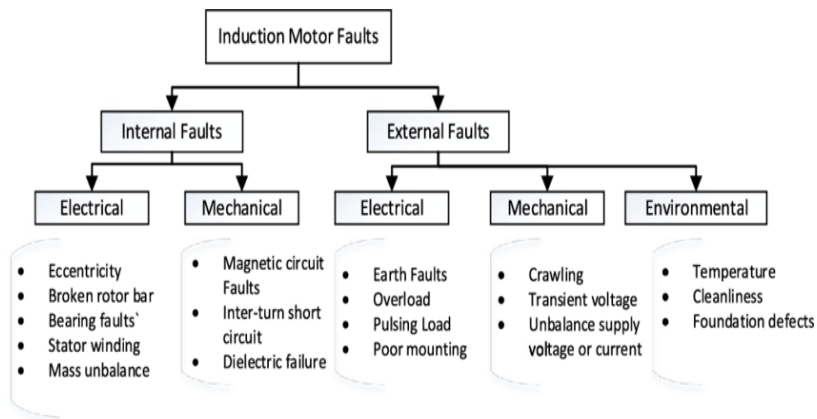 Induction Motor Faults
Internal Faults
External Faults
Electrical
Mechanical
Electrical
Mechanical
Environmental
• Eccentricity
• Broken rotor bar
• Bearing faults`
• Stator winding
• Mass unbalance
• Magnetic circuit
Faults
• Inter-turn short
circuit
• Dielectric failure
• Earth Faults
• Overload
• Pulsing Load
• Poor mounting
• Crawling
• Transient voltage
• Unbalance supply
voltage or current
• Temperature
• Cleanliness
• Foundation defects